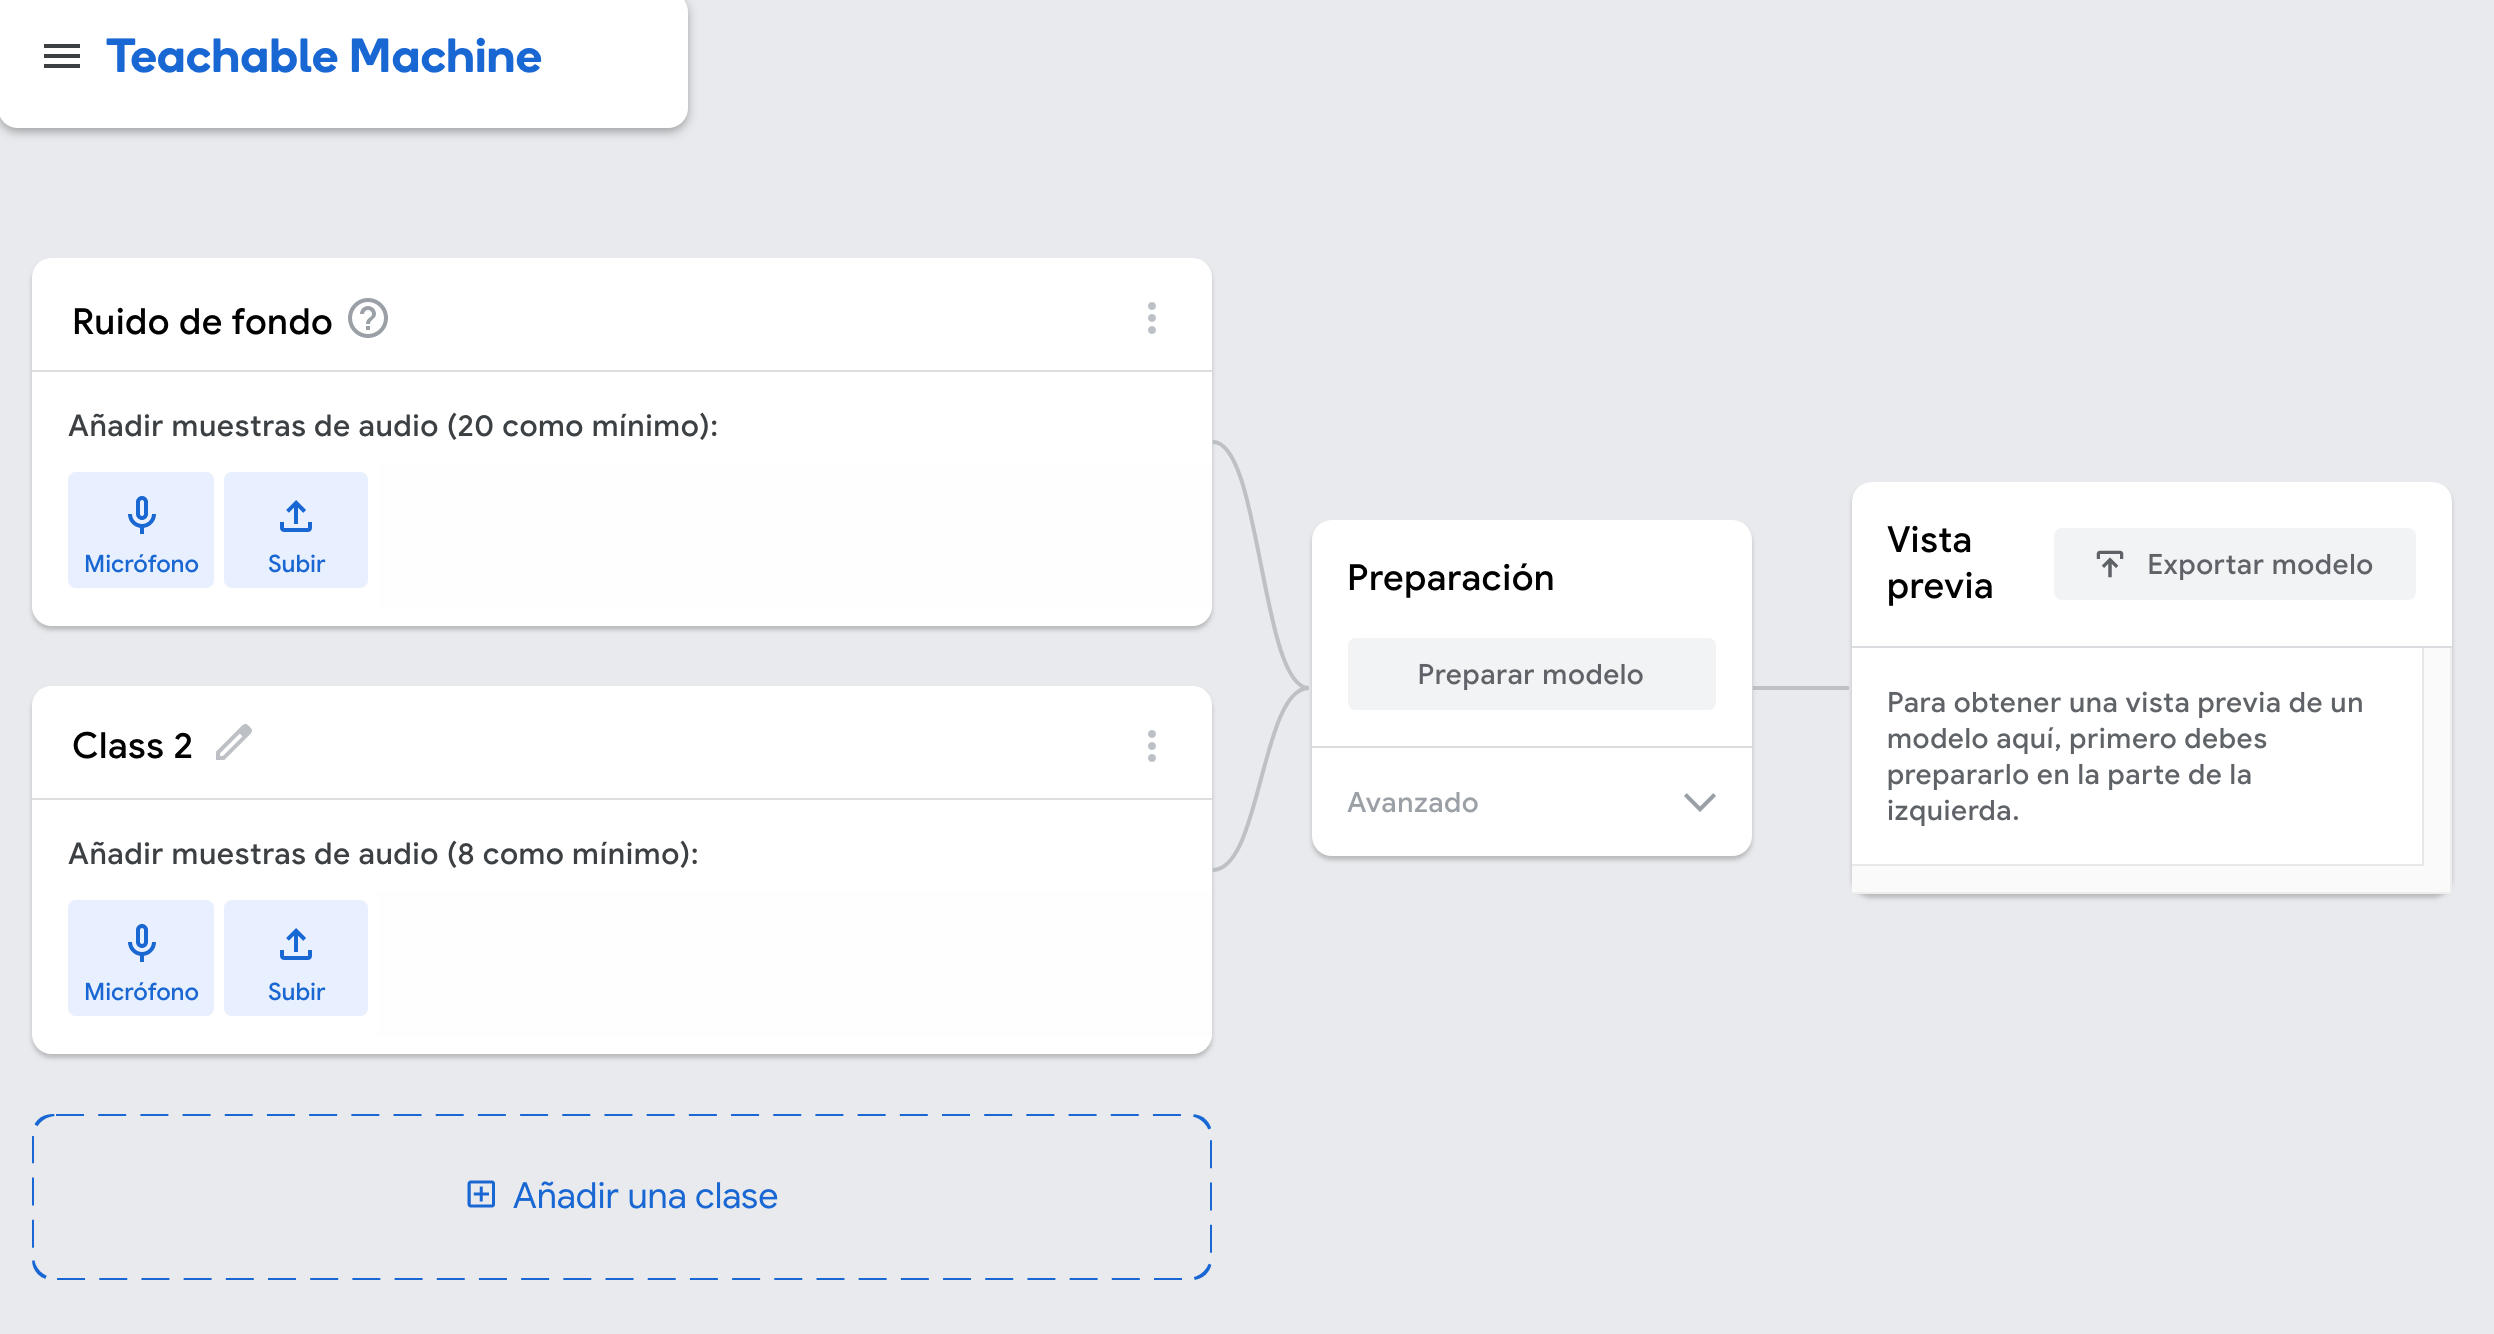 Teachable Machine
Ruido de fondo
Añadir muestras de audio (20 como mínimo):
Micrófono
Subir
Class 2
Añadir muestras de audio (8 como mínimo):
Micrófono
Subir
Añadir una clase
Preparación
Preparar modelo
Avanzado
Vista
previa
Exportar modelo
Para obtener una vista previa de un
modelo aquí, primero debes
prepararlo en la parte de la
izquierda.